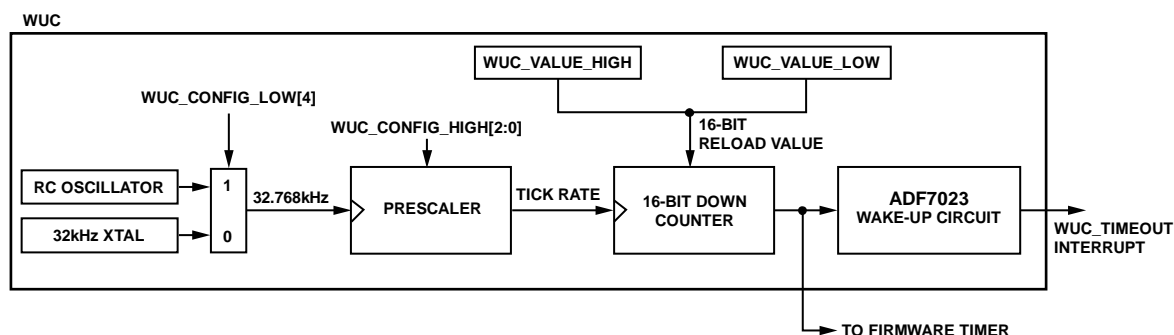 WUC
WUC_VALUE_HIGH
WUC_VALUE_LOW
WUC_CONFIG_LOW[4]
WUC_CONFIG_HIGH[2:0]
16-BIT
RELOAD VALUE
RC OSCILLATOR
1
32.768kHz
PRESCALER
TICK RATE
16-BIT DOWN
COUNTER
ADF7023
WAKE-UP CIRCUIT
32kHz XTAL
0
WUC_TIMEOUT
INTERRUPT
TO FIRMWARE TIMER